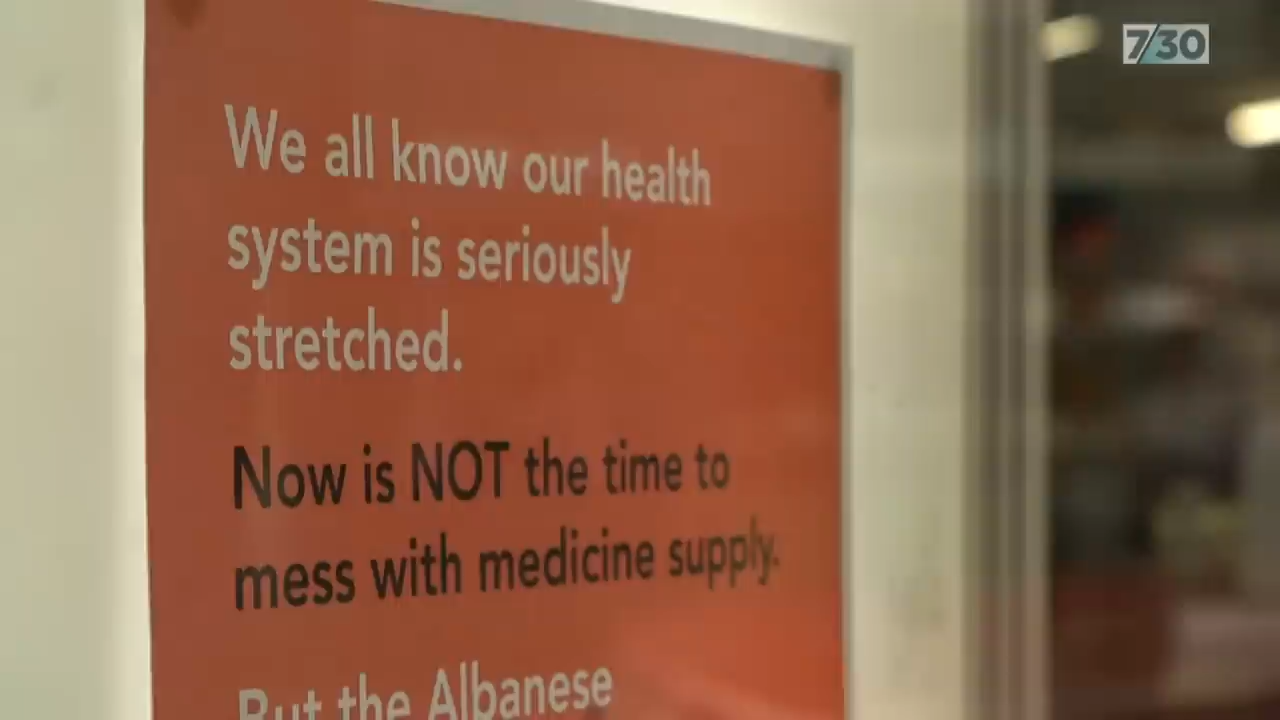 7/30
We all know our health
system is seriously
stretched.
Now is NOT the time to
mess with medicine supply.
But the Albanese